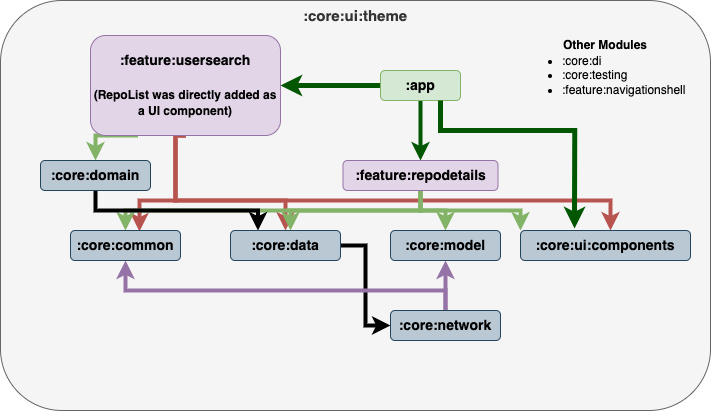 :core:ui:theme
:feature:usersearch
(RepoList was directly added as
a UI component)
:app
Other Modules
:core:di
:core:testing
:feature:navigationshell
:core:domain
:feature:repodetails
:core:common
:core:data
:core:model
:core:ui:components
:core:network